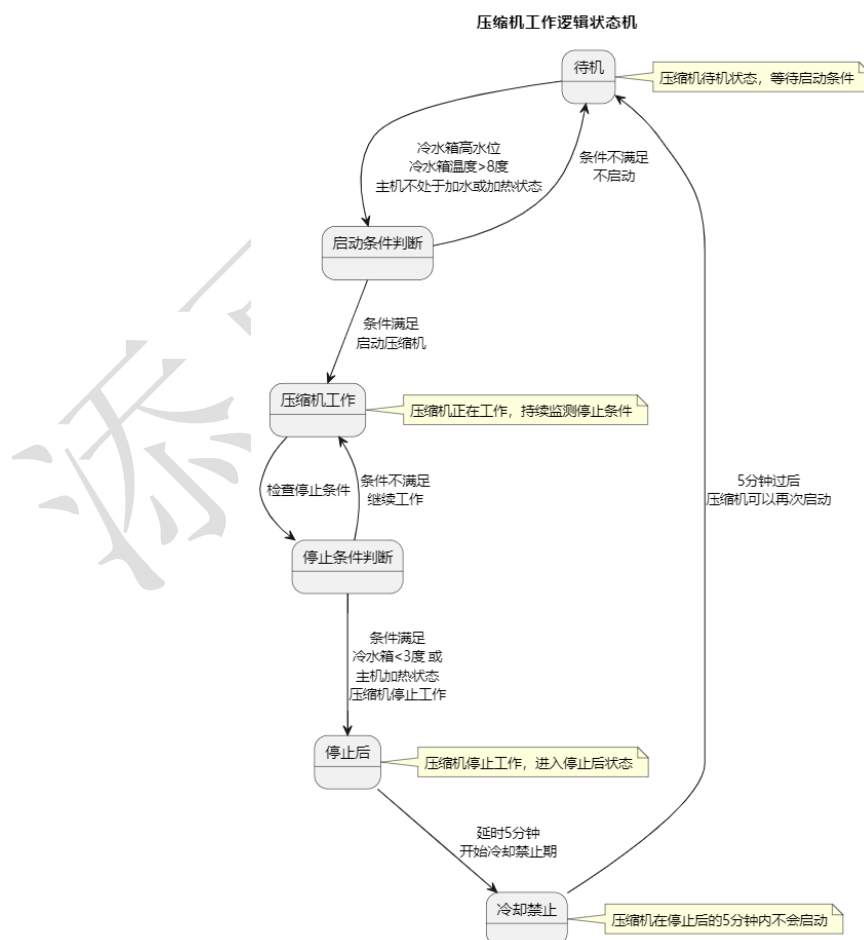 压缩机工作逻辑状态机
待机
压缩机待机状态，等待启动条件
冷水箱高水位
冷水箱温度>8度
主机不处于加水或加热状态
条件不满足
不启动
启动条件判断
条件满足
启动压缩机
压缩机工作
压缩机正在工作，持续监测停止条件
检查停止条件
条件不满足
继续工作
5分钟过后
压缩机可以再次启动
停止条件判断
条件满足
冷水箱<3度 或
主机加热状态
压缩机停止工作
停止后
压缩机停止工作，进入停止后状态
延时5分钟
开始冷却禁止期
冷却禁止
压缩机在停止后的5分钟内不会启动
添